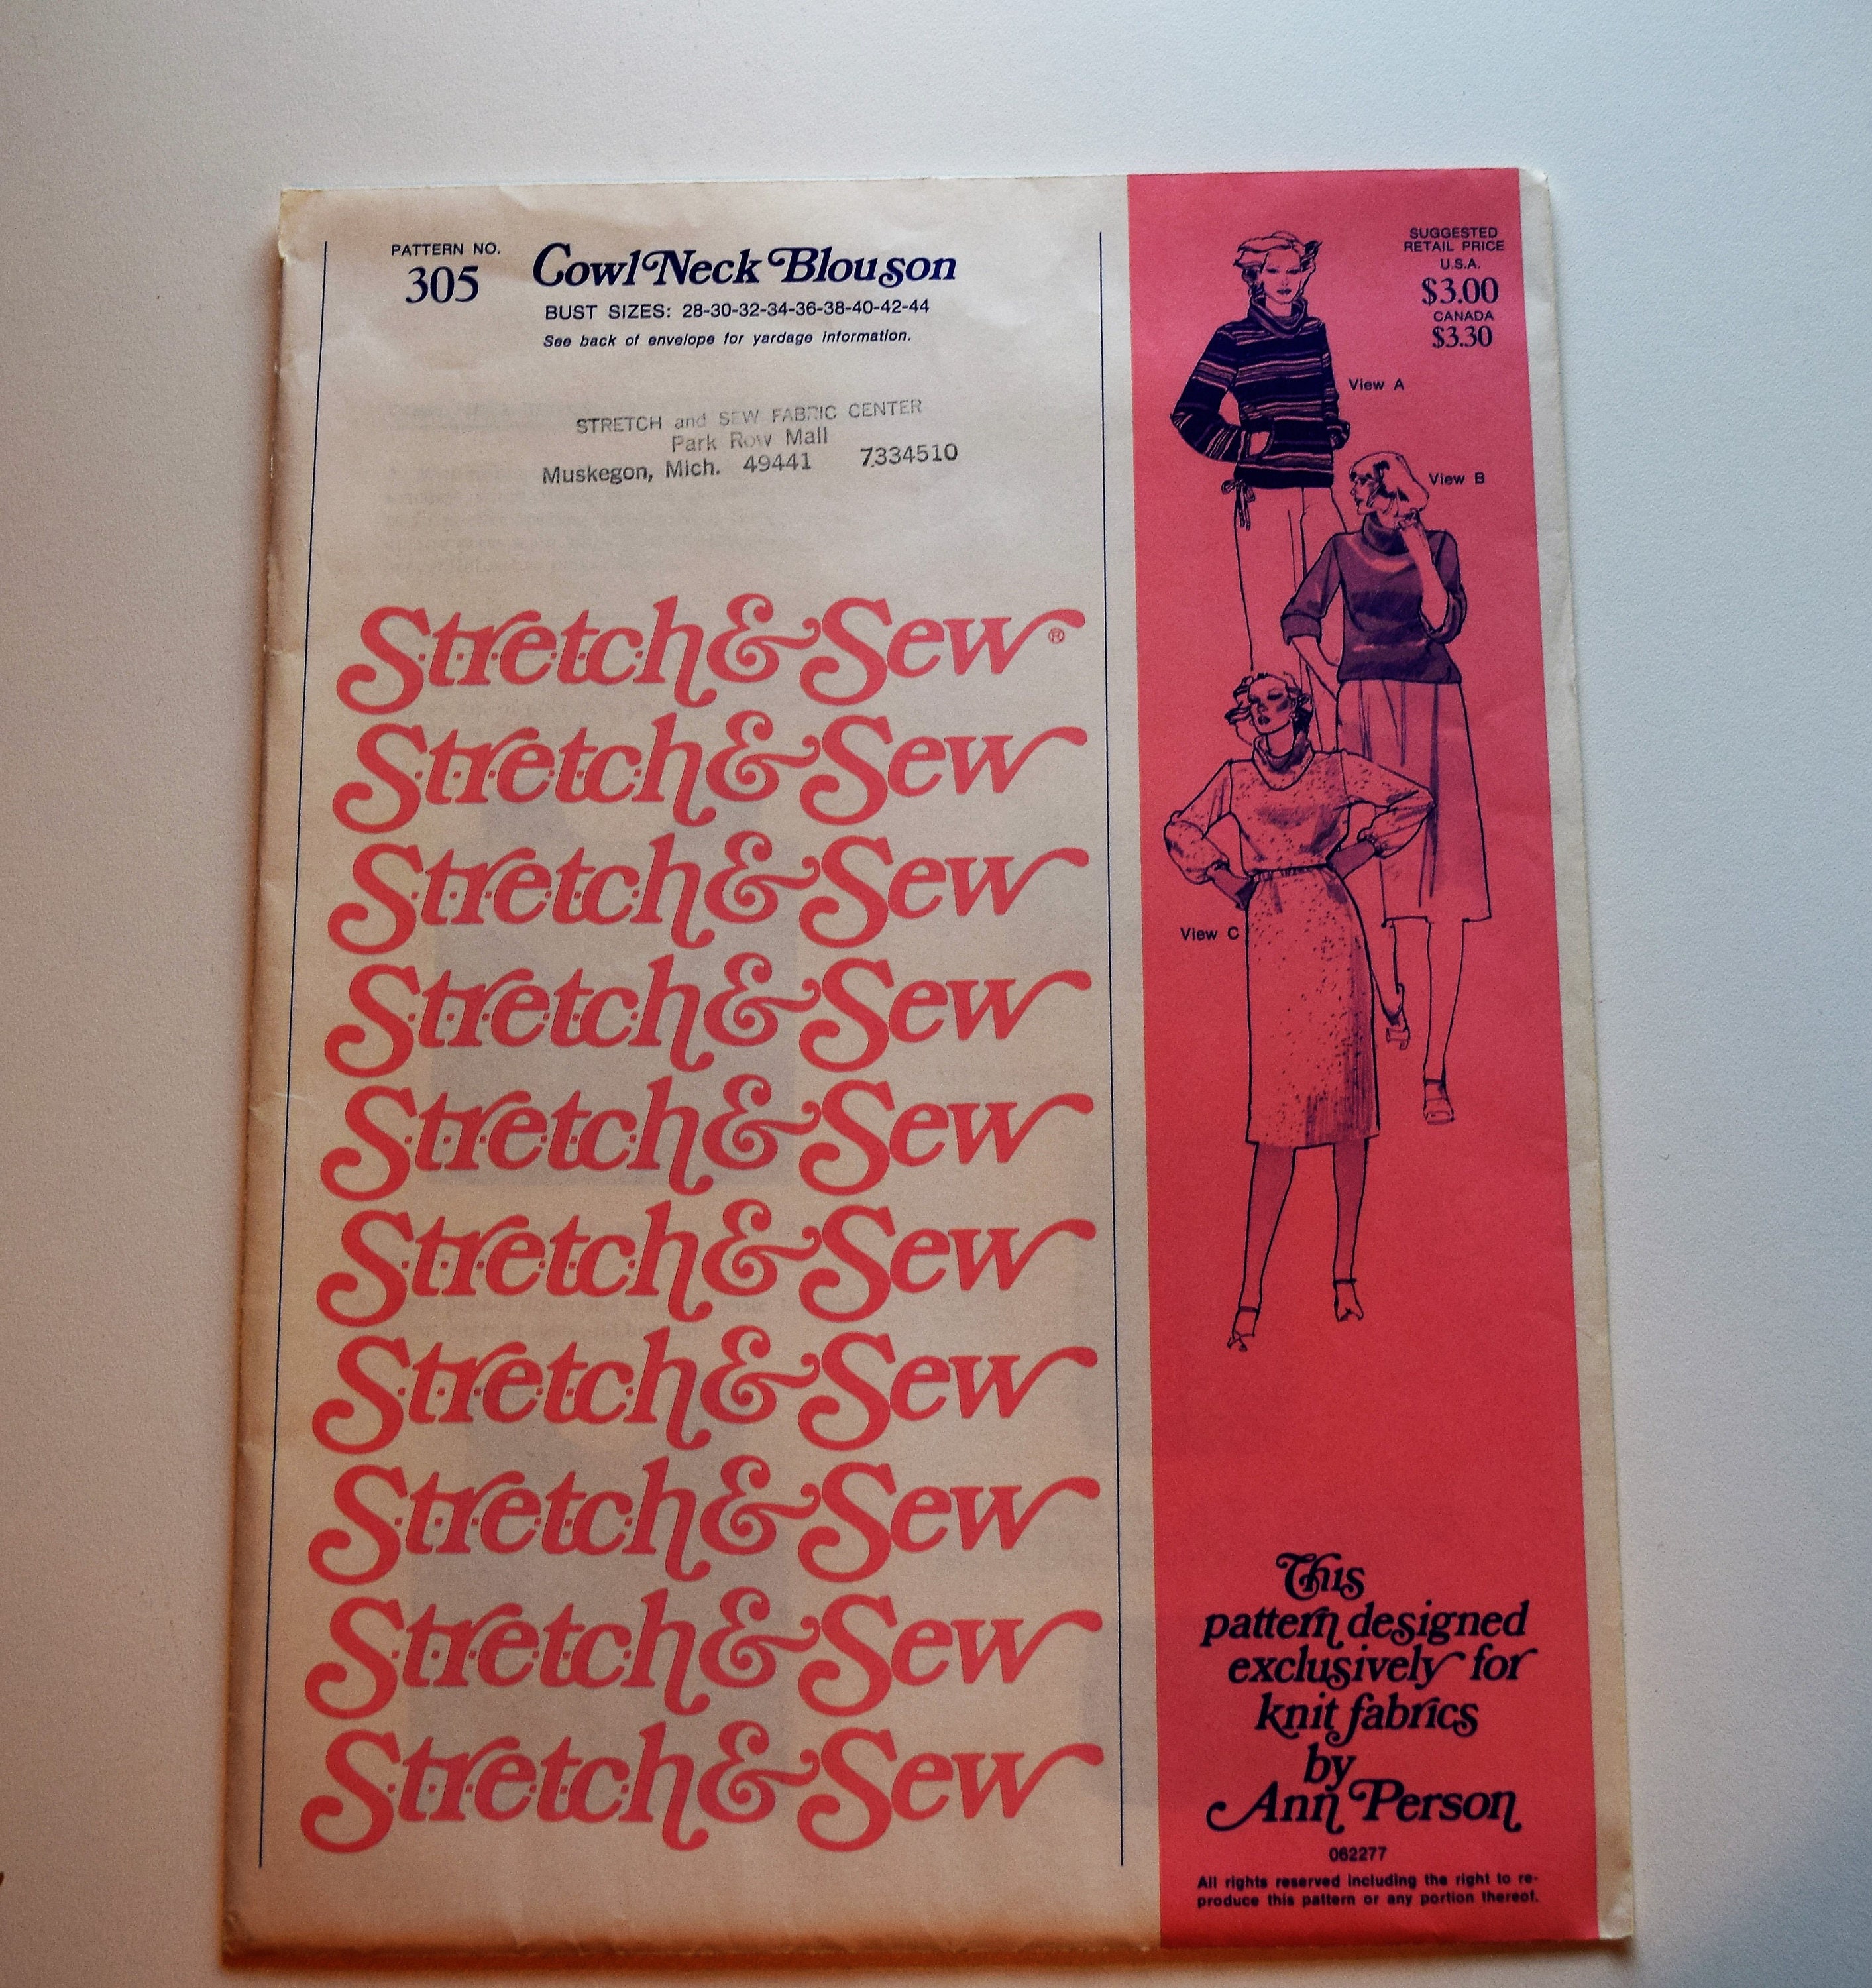 PATTERN NO.
305
Cowl Neck Blouson
BUST SIZES: 28-30-32-34-36-38-40-42-44
See back of envelope for yardage information.
STRETCH and SEW FABRIC CENTER
Park Row Mall
Muskegon, Mich. 49441 7334510
Stretch & Sew®
Stretch & Sew
Stretch & Sew
Stretch & Sew
Stretch & Sew
Stretch & Sew
Stretch & Sew
Stretch & Sew
Stretch & Sew
Stretch & Sew
SUGGESTED
RETAIL PRICE
U.S.A.
$3.00
CANADA
$3.30
View A
View B
View C
This
pattern designed
exclusively for
knit fabrics
by
Ann Person
062277
All rights reserved including the right to re-
produce this pattern or any portion thereof.